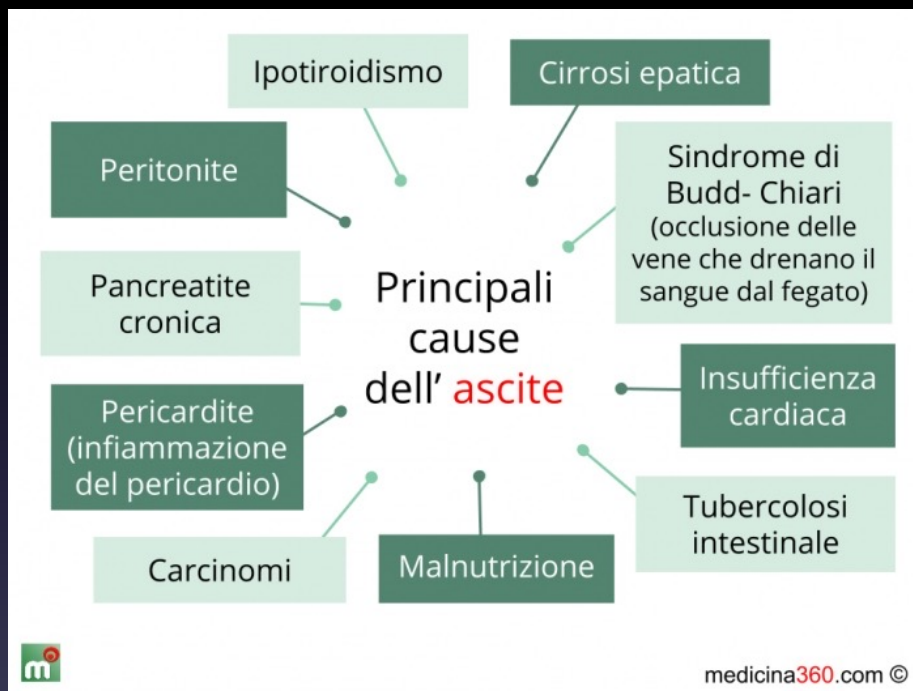 Ipotiroidismo
Cirrosi epatica
Peritonite
Sindrome di
Budd- Chiari
(occlusione delle
vene che drenano il
sangue dal fegato)
Pancreatite
cronica
Principali
cause
dell' ascite
Insufficienza
cardiaca
Pericardite
(infiammazione
del pericardio)
Tubercolosi
intestinale
Carcinomi
Malnutrizione
m
medicina360.com ©